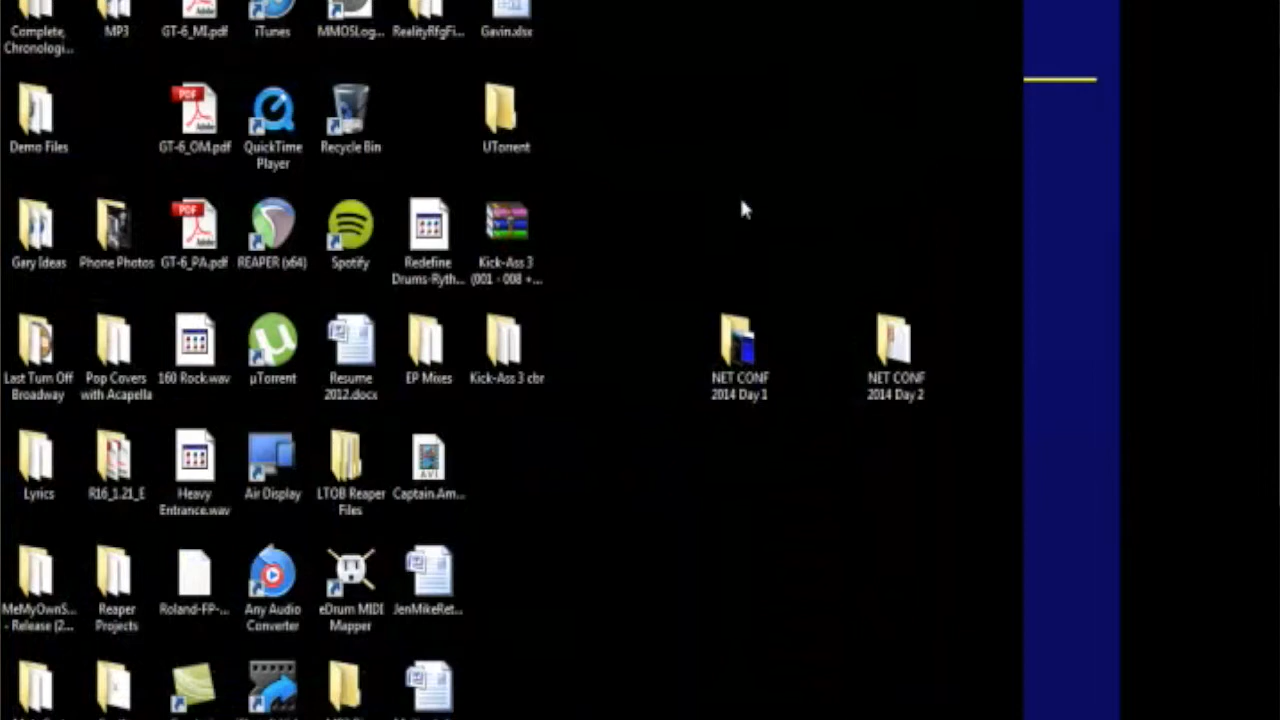 Complete,
Chronologi...
MP3
GT-6_MI.pdf
iTunes
MMOSLog...
RealityRfgFi...
Gavin.xlsx
Demo Files
PDF
Adobe
GT-6_OM.pdf
QuickTime
Player
Recycle Bin
UTorrent
Gary Ideas
Phone Photos
PDF
Adobe
GT-6_PA.pdf
REAPER (x64)
Spotify
Redefine
Drums-Ryth...
Kick-Ass 3
(001 - 008 +...
Last Turn Off
Broadway
Pop Covers
with Acapella
160 Rock.wav
µTorrent
Resume
2012.docx
EP Mixes
Kick-Ass 3 cbr
NET CONF
2014 Day 1
NET CONF
2014 Day 2
Lyrics
R16_1.21_E
Heavy
Entrance.wav
Air Display
LTOB Reaper
Files
AVI
Captain.Am...
MeMyOwnS...
- Release (2...
Reaper
Projects
Roland-FP-...
Any Audio
Converter
eDrum MIDI
Mapper
JenMikeRet...